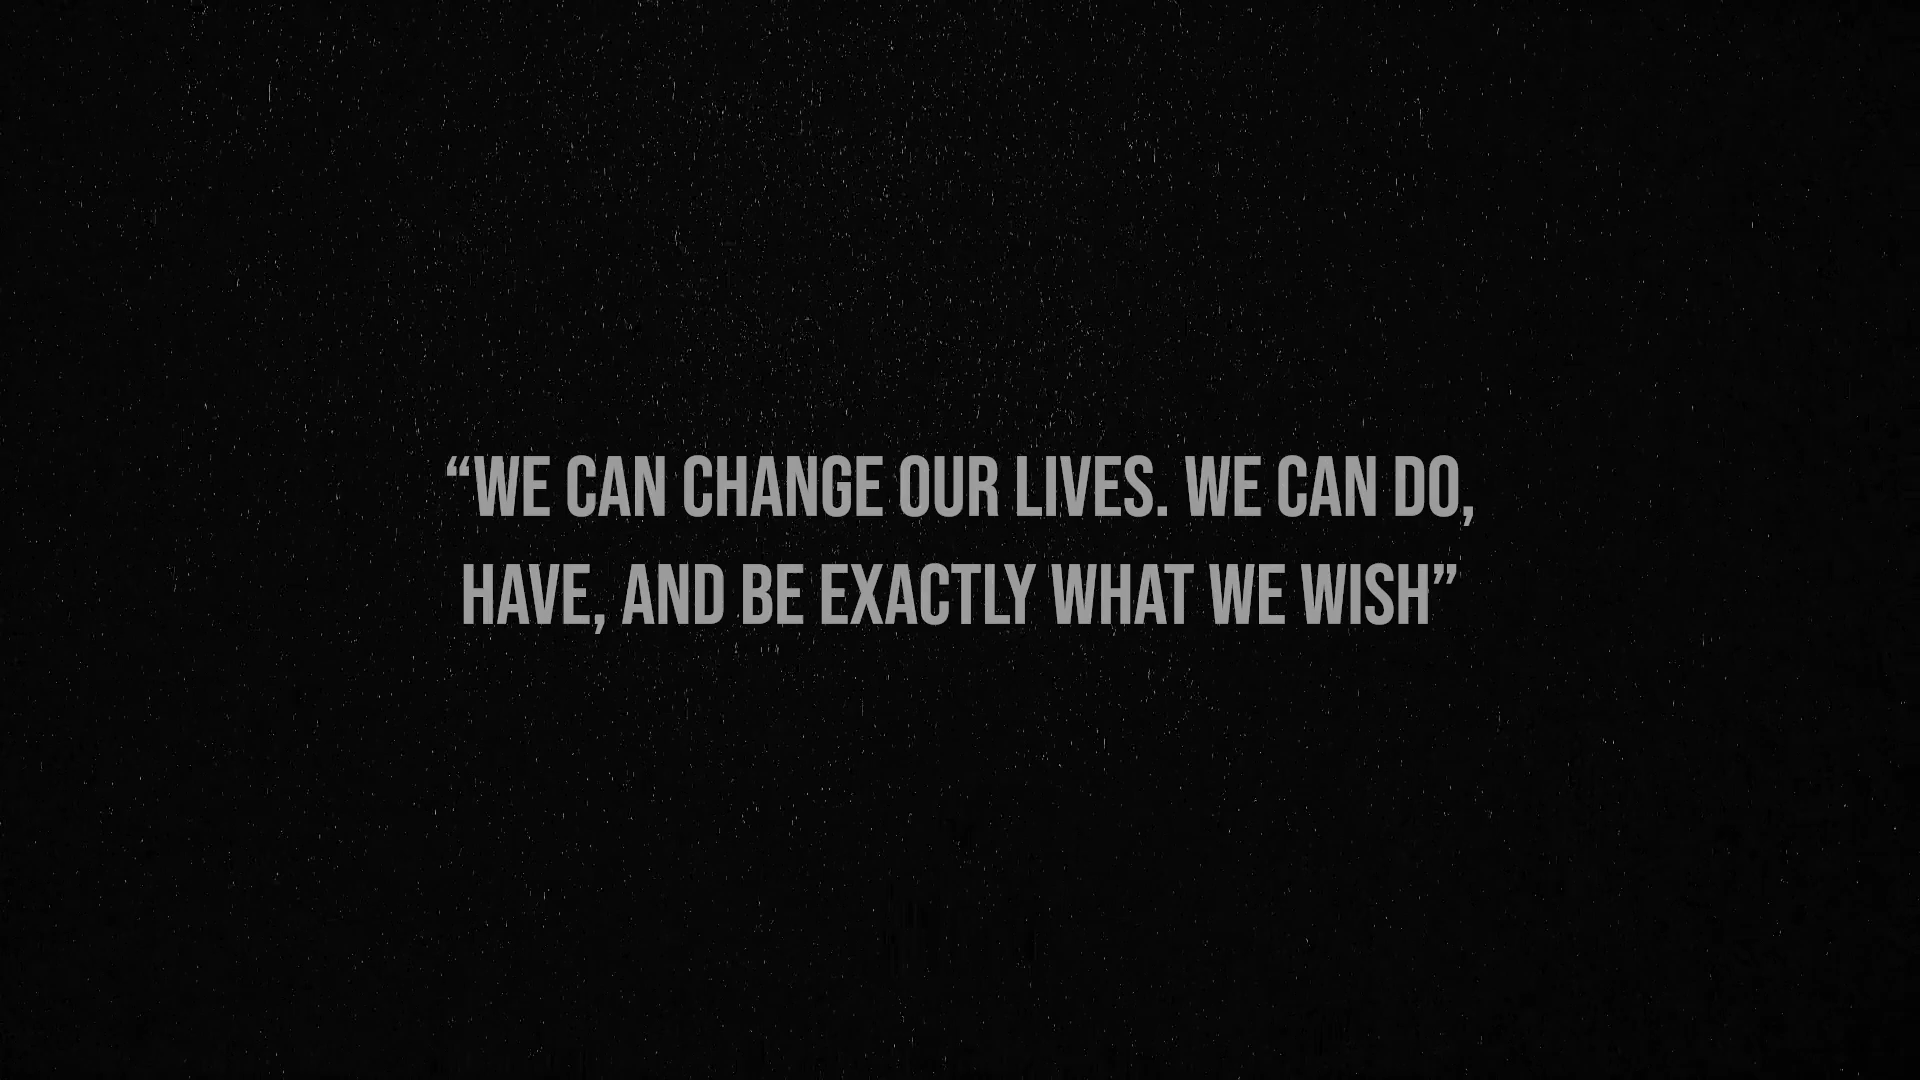 “WE CAN CHANGE OUR LIVES. WE CAN DO,
HAVE, AND BE EXACTLY WHAT WE WISH”